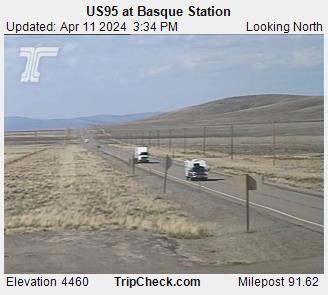 US95 at Basque Station
Updated: Apr 11 2024 3:34 PM Looking North
Elevation 4460 TripCheck.com Milepost 91.62